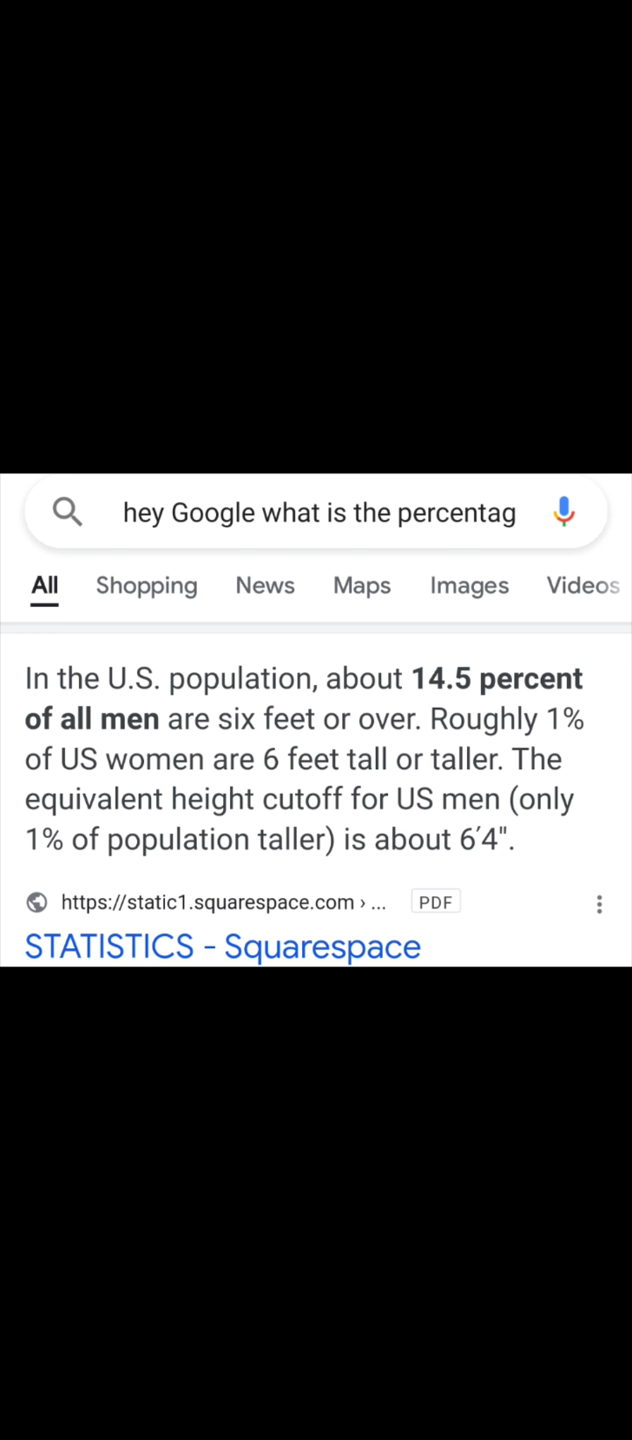 hey Google what is the percentag
All Shopping News Maps Images Videos
In the U.S. population, about 14.5 percent
of all men are six feet or over. Roughly 1%
of US women are 6 feet tall or taller. The
equivalent height cutoff for US men (only
1% of population taller) is about 6′4".
https://static1.squarespace.com › ... PDF
STATISTICS - Squarespace